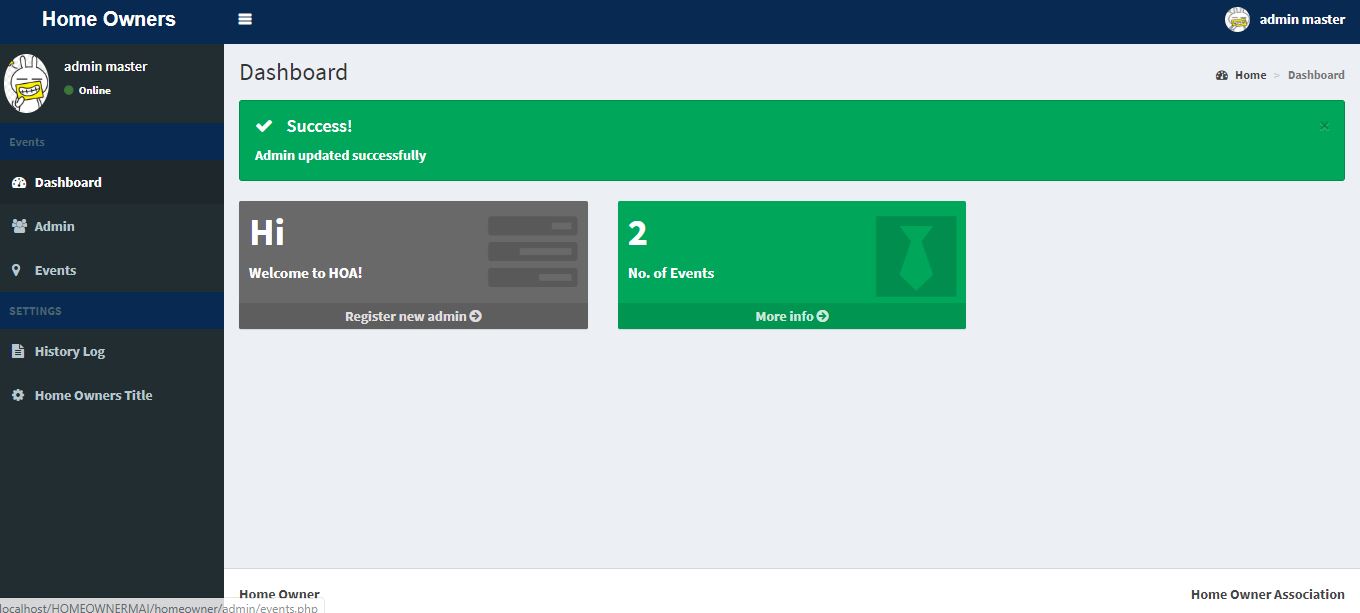 Home Owners
admin master
admin master
Online
Events
Dashboard
Admin
Events
SETTINGS
History Log
Home Owners Title
Dashboard
Home > Dashboard
Success!
×
Admin updated successfully
Hi
Welcome to HOA!
Register new admin
2
No. of Events
More info
Home Owner
Home Owner Association
localhost/HOMEOWNERMAI/homeowner/admin/events.php